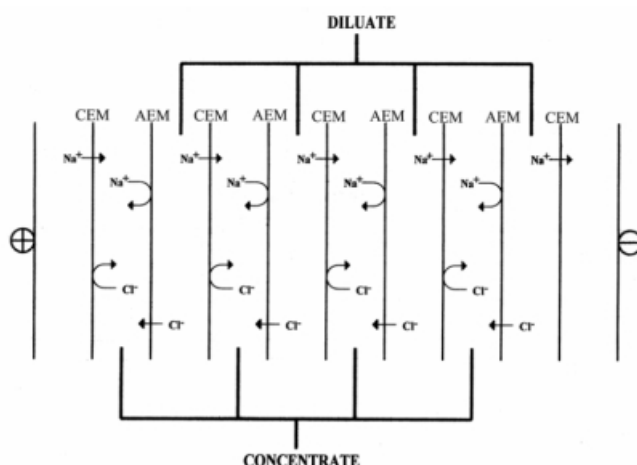 DILUATE
CEM AEM CEM AEM CEM AEM CEM AEM CEM
Na⁺ Na⁺ Na⁺ Na⁺ Na⁺
Na⁺ Na⁺ Na⁺ Na⁺
Cl⁻ Cl⁻ Cl⁻ Cl⁻
Cl⁻ Cl⁻ Cl⁻ Cl⁻
CONCENTRATE